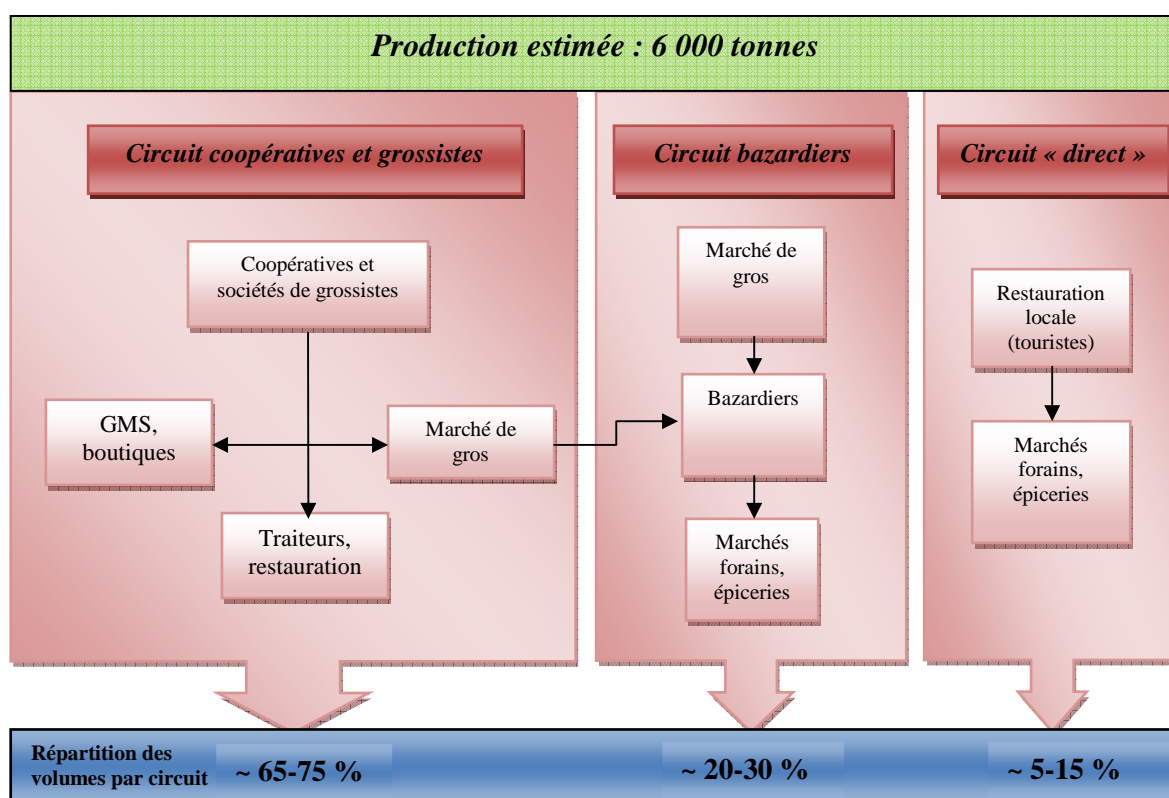 Production estimée : 6 000 tonnes
Circuit coopératives et grossistes
Coopératives et
sociétés de grossistes
GMS,
boutiques
Marché de
gros
Traiteurs,
restauration
Circuit bazardiers
Marché de
gros
Bazardiers
Marchés
forains,
épiceries
Circuit « direct »
Restauration
locale
(touristes)
Marchés
forains,
épiceries
Répartition des
volumes par circuit
~ 65-75 %
~ 20-30 %
~ 5-15 %